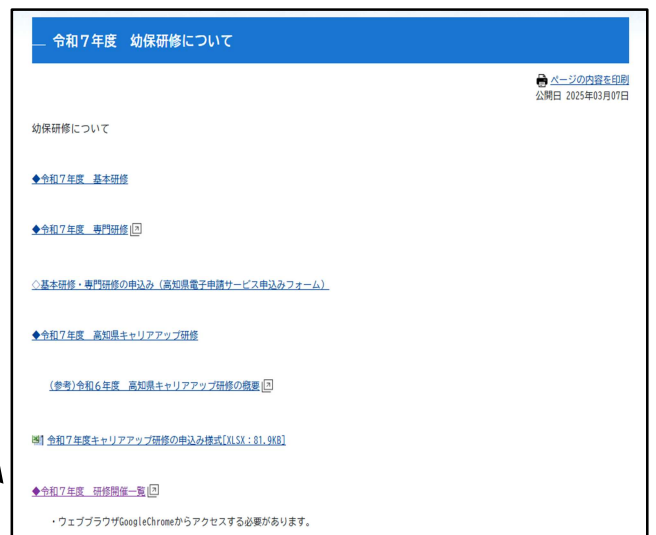 令和7年度　幼保研修について
ページの内容を印刷
公開日 2025年03月07日
幼保研修について
◆令和7年度　基本研修
◆令和7年度　専門研修
◇基本研修・専門研修の申込み（高知県電子申請サービス申込みフォーム）
◆令和7年度　高知県キャリアアップ研修
(参考)令和6年度　高知県キャリアアップ研修の概要
令和7年度キャリアアップ研修の申込み様式[XLSX：81.9KB]
◆令和7年度　研修開催一覧
・ウェブブラウザGoogleChromeからアクセスする必要があります。